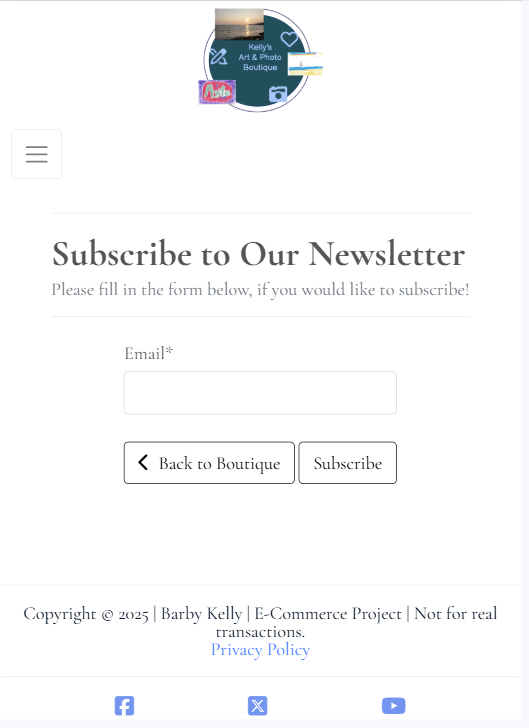 Kelly's
Art & Photo
Boutique
Arts
Subscribe to Our Newsletter
Please fill in the form below, if you would like to subscribe!
Email*
Back to Boutique
Subscribe
Copyright © 2025 | Barby Kelly | E-Commerce Project | Not for real
transactions.
Privacy Policy